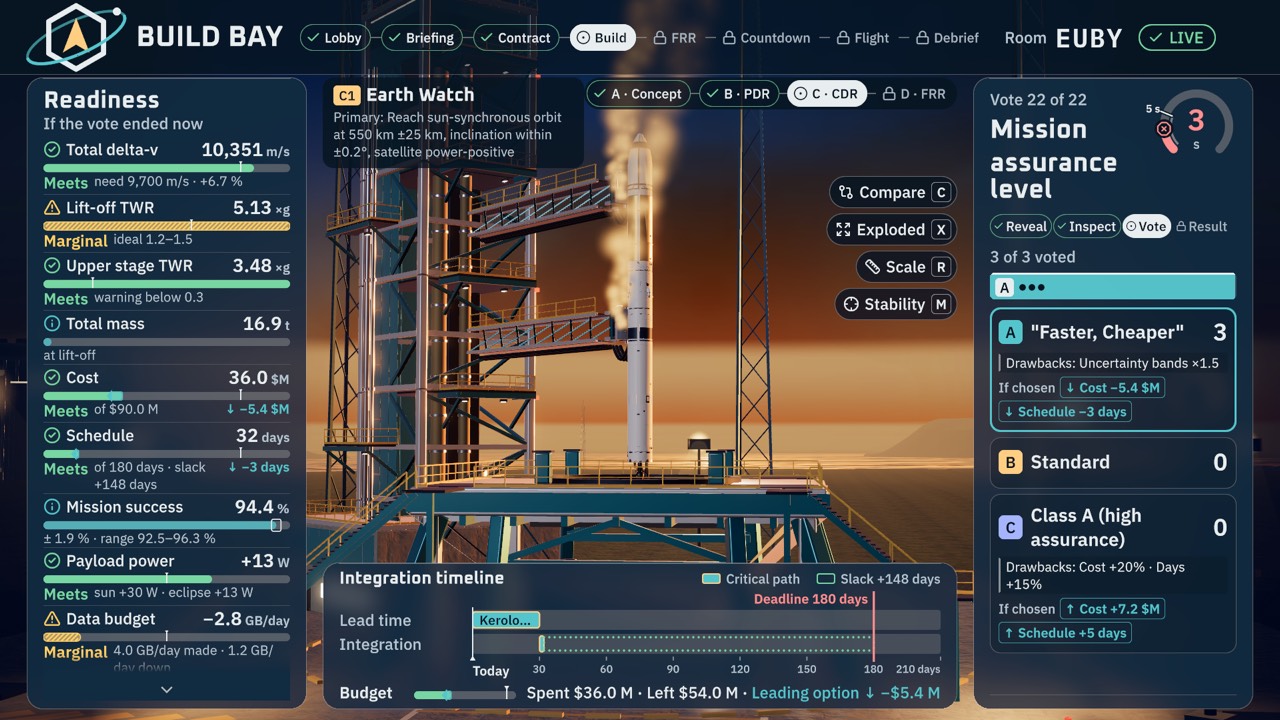 BUILD BAY
Lobby
Briefing
Contract
Build
FRR
Countdown
Flight
Debrief
Room EUBY
LIVE
Readiness
If the vote ended now
Total delta-v 10,351 m/s
Meets need 9,700 m/s · +6.7 %
Lift-off TWR 5.13 ×g
Marginal ideal 1.2–1.5
Upper stage TWR 3.48 ×g
Meets warning below 0.3
Total mass 16.9 t
at lift-off
Cost 36.0 $M
Meets of $90.0 M ↓ −5.4 $M
Schedule 32 days
Meets of 180 days · slack ↓ −3 days
+148 days
Mission success 94.4 %
± 1.9 % · range 92.5–96.3 %
Payload power +13 W
Meets sun +30 W · eclipse +13 W
Data budget −2.8 GB/day
Marginal 4.0 GB/day made · 1.2 GB/
day down
C1 Earth Watch
Primary: Reach sun-synchronous orbit
at 550 km ±25 km, inclination within
±0.2°, satellite power-positive
A · Concept
B · PDR
C · CDR
D · FRR
Compare C
Exploded X
Scale R
Stability M
Integration timeline
Critical path
Slack +148 days
Deadline 180 days
Lead time Kerolo...
Integration
Today 30 60 90 120 150 180 210 days
Budget Spent $36.0 M · Left $54.0 M · Leading option ↓ −$5.4 M
Vote 22 of 22
Mission
assurance
level
5 s
3
s
Reveal
Inspect
Vote
Result
3 of 3 voted
A
A "Faster, Cheaper" 3
Drawbacks: Uncertainty bands ×1.5
If chosen ↓ Cost −5.4 $M
↓ Schedule −3 days
B Standard 0
C Class A (high
assurance) 0
Drawbacks: Cost +20% · Days
+15%
If chosen ↑ Cost +7.2 $M
↑ Schedule +5 days